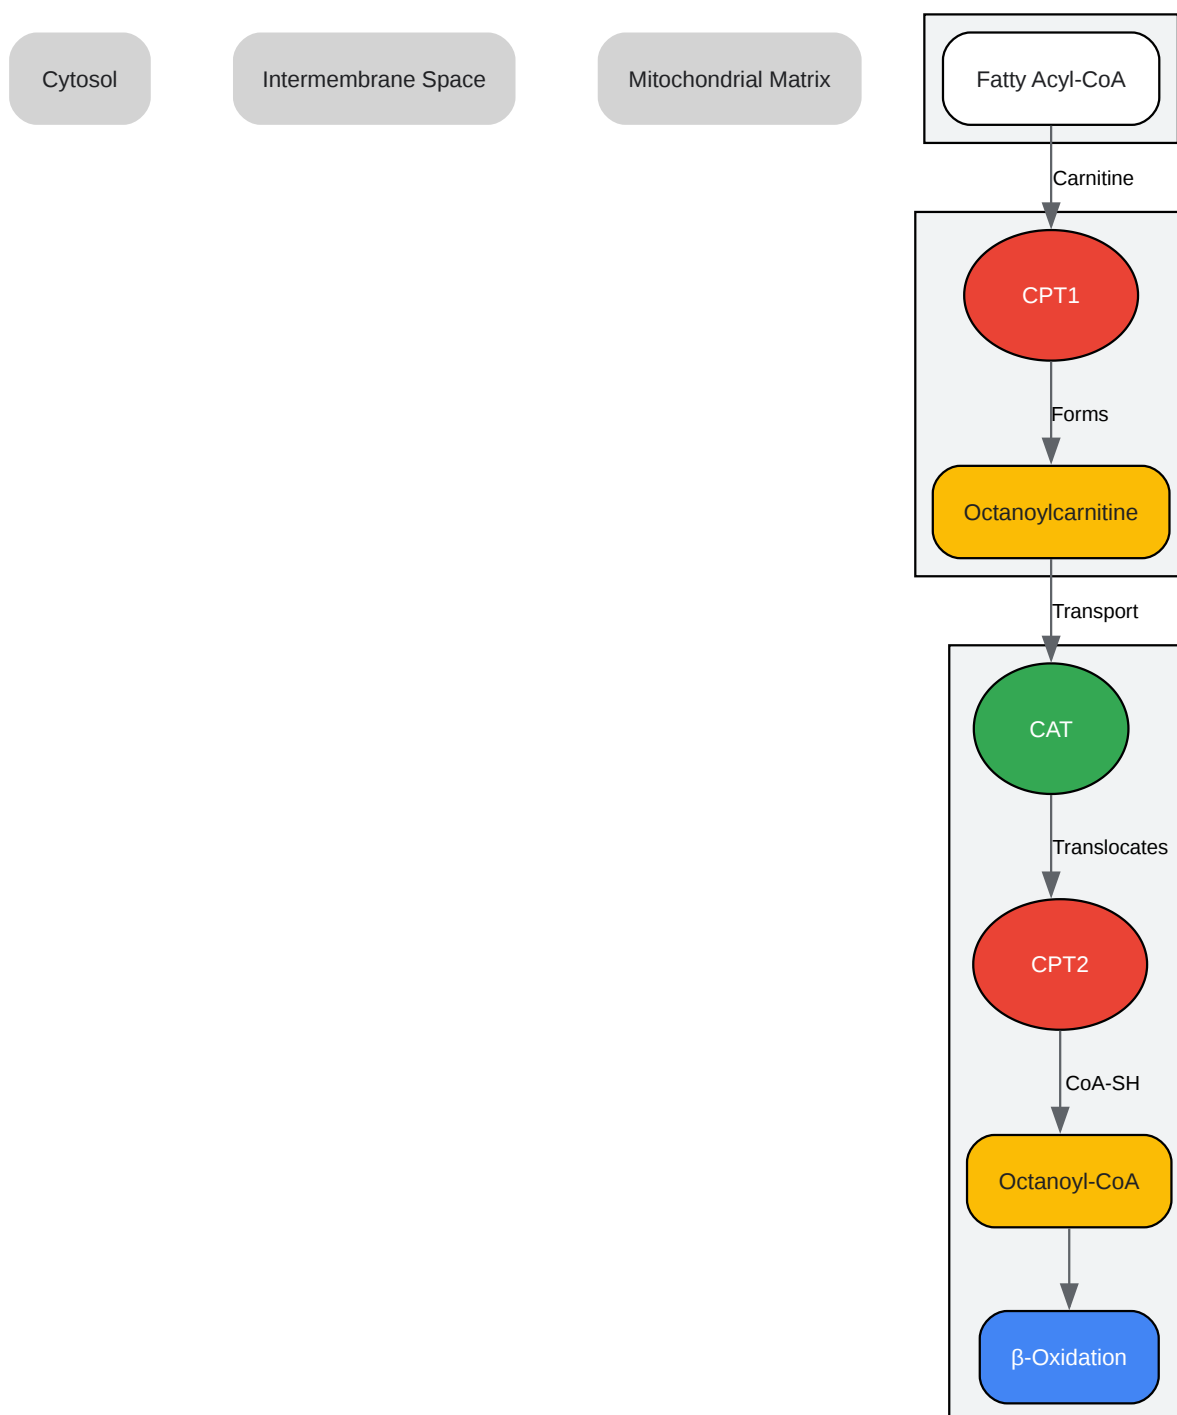 Cytosol
Intermembrane Space
Mitochondrial Matrix
Fatty Acyl-CoA
Carnitine
CPT1
Forms
Octanoylcarnitine
Transport
CAT
Translocates
CPT2
CoA-SH
Octanoyl-CoA
β-Oxidation